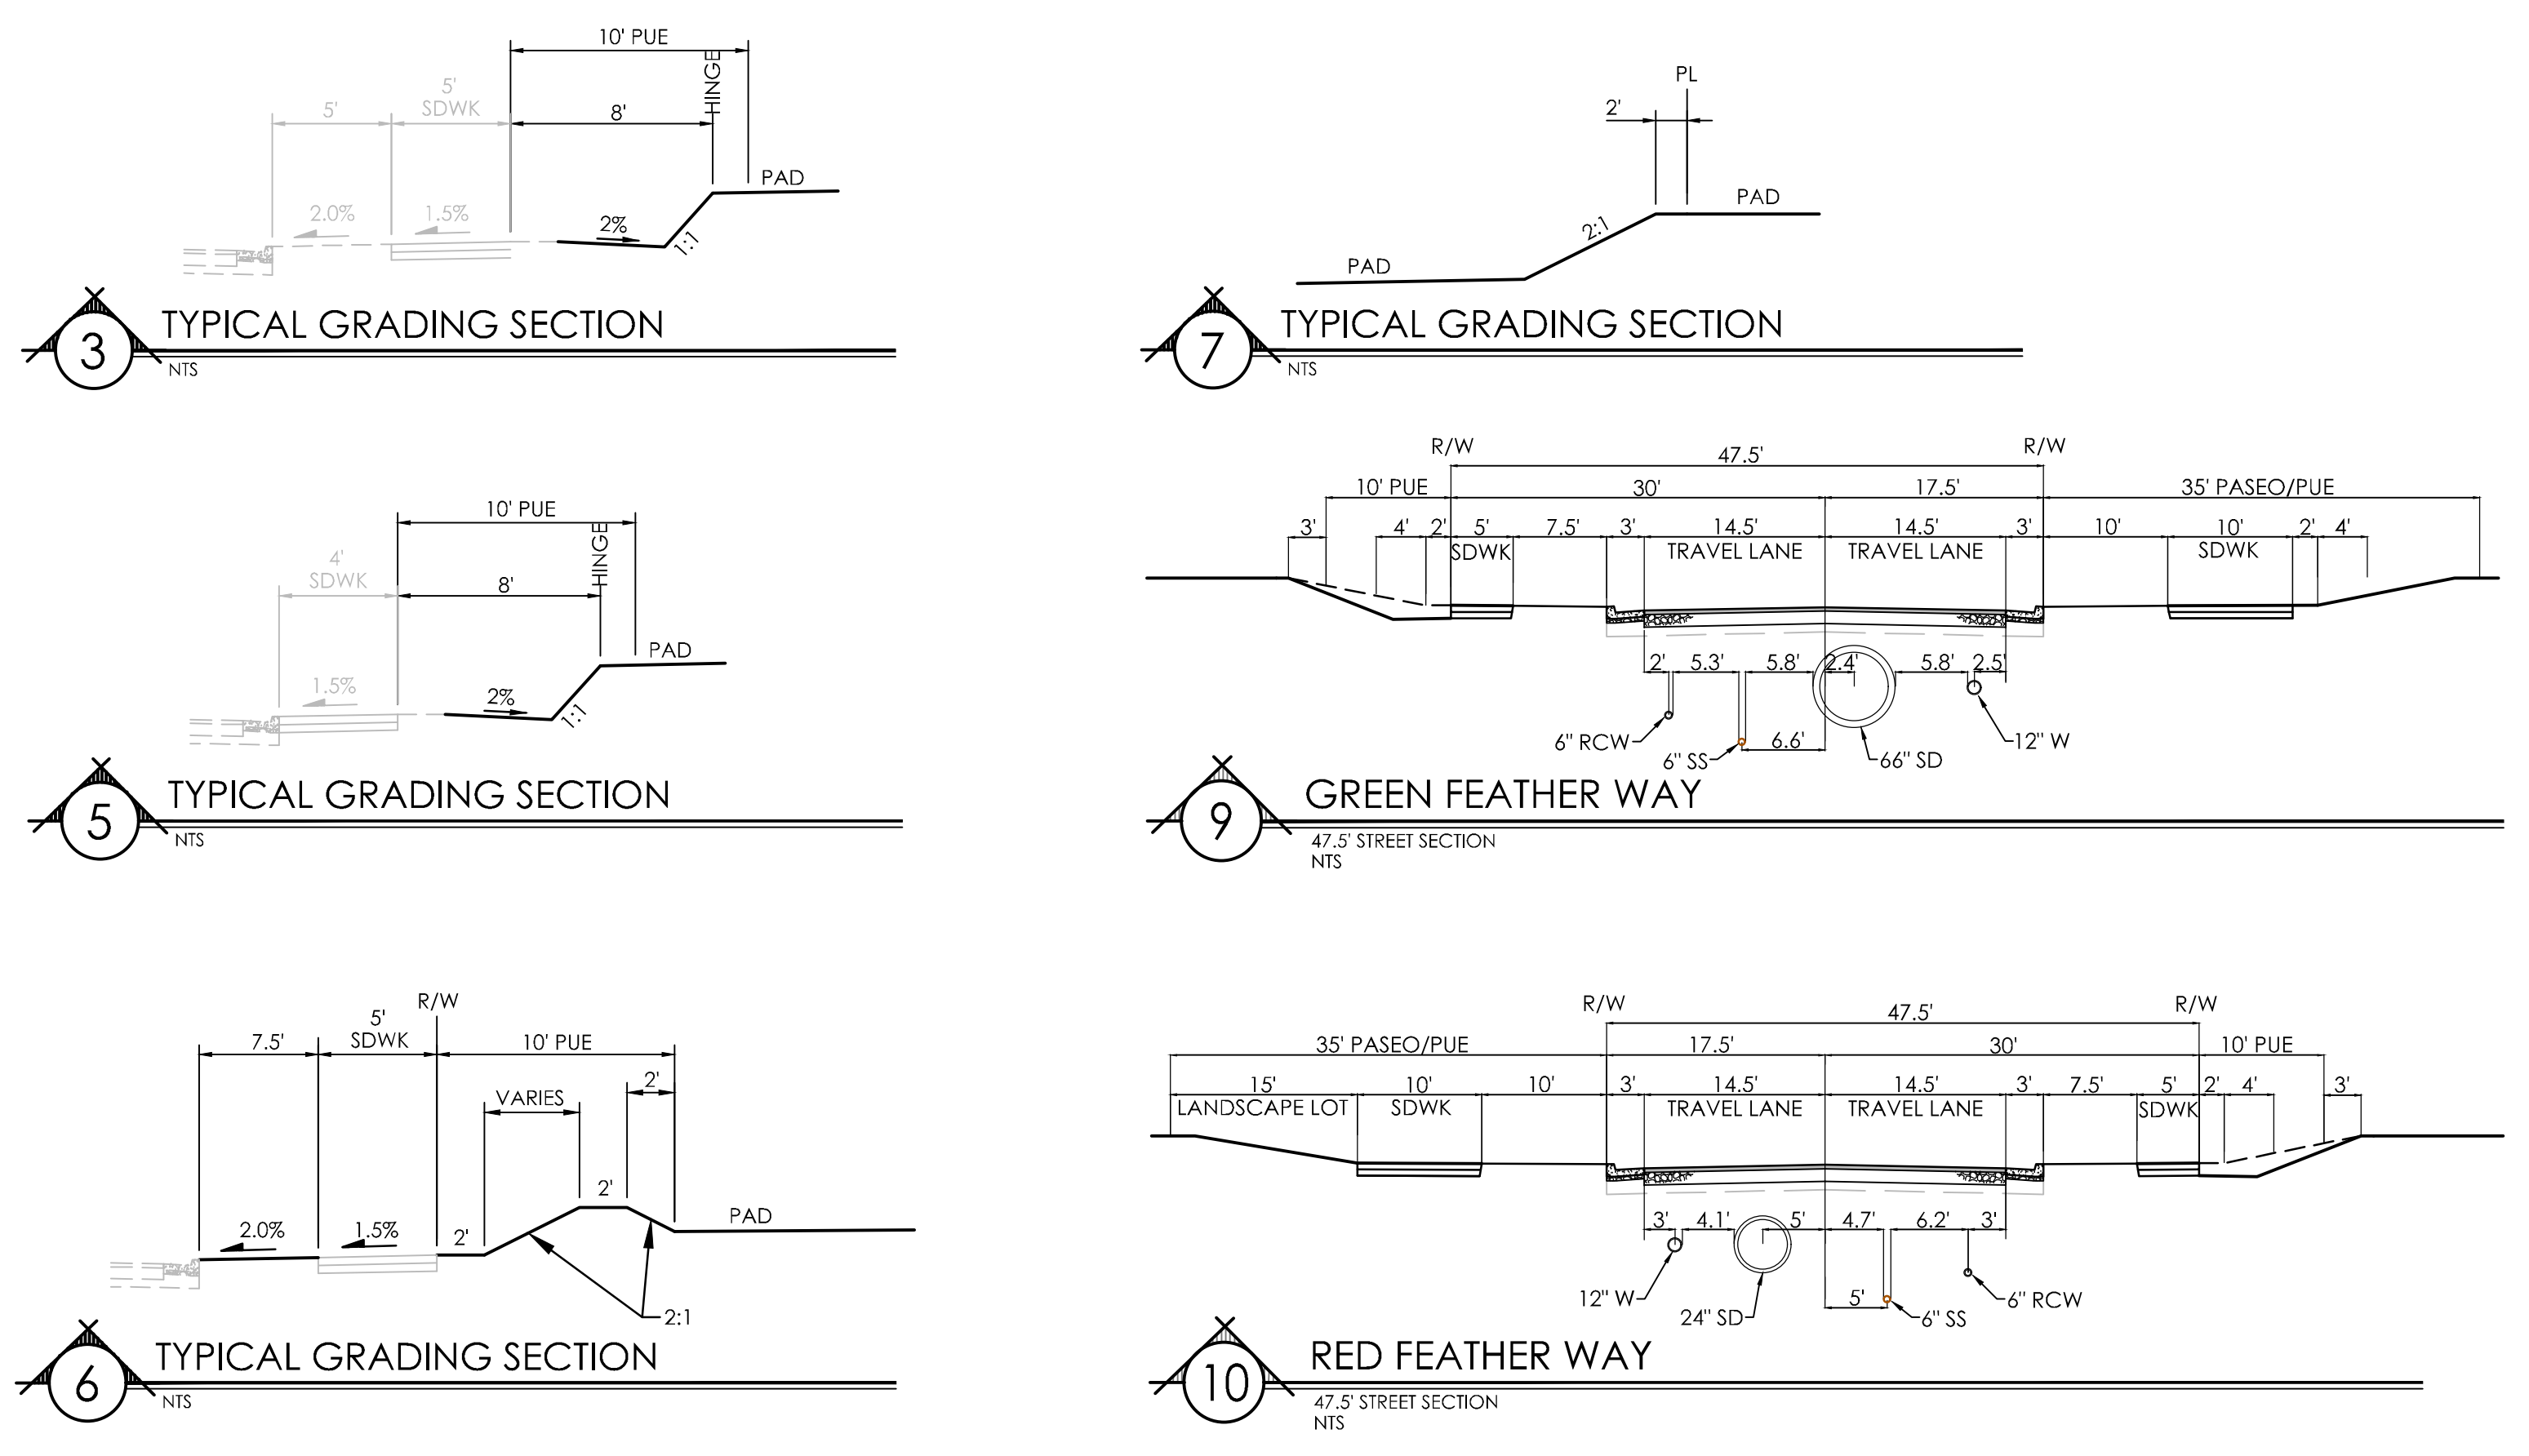 10' PUE
HINGE
5'
5'
SDWK
8'
PAD
2.0%
1.5%
2%
1:1
3
TYPICAL GRADING SECTION
NTS
10' PUE
HINGE
4'
SDWK
8'
PAD
1.5%
2%
1:1
5
TYPICAL GRADING SECTION
NTS
R/W
7.5'
5'
SDWK
10' PUE
2'
VARIES
2'
PAD
2.0%
1.5%
2'
2:1
6
TYPICAL GRADING SECTION
NTS
PL
2'
PAD
2:1
PAD
7
TYPICAL GRADING SECTION
NTS
R/W
R/W
47.5'
10' PUE
30'
17.5'
35' PASEO/PUE
3'
4'
2'
5'
7.5'
3'
14.5'
14.5'
3'
10'
10'
2'
4'
SDWK
TRAVEL LANE
TRAVEL LANE
SDWK
2'
5.3'
5.8'
2.4'
5.8'
2.5'
6" RCW
6" SS
6.6'
66" SD
12" W
9
GREEN FEATHER WAY
47.5' STREET SECTION
NTS
R/W
R/W
47.5'
35' PASEO/PUE
17.5'
30'
10' PUE
15'
10'
10'
3'
14.5'
14.5'
3'
7.5'
5'
2'
4'
3'
LANDSCAPE LOT
SDWK
TRAVEL LANE
TRAVEL LANE
SDWK
3'
4.1'
5'
4.7'
6.2'
3'
12" W
24" SD
5'
6" SS
6" RCW
10
RED FEATHER WAY
47.5' STREET SECTION
NTS